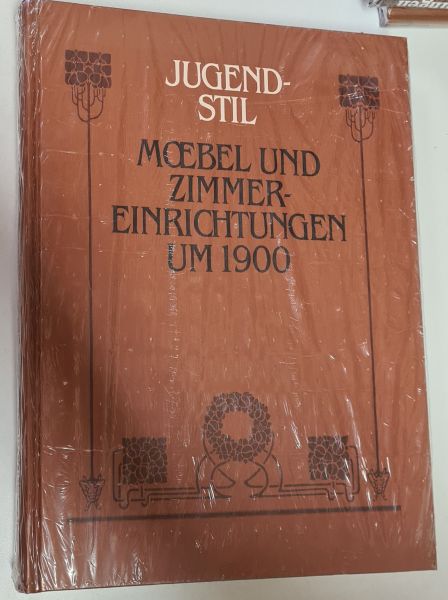 JUGEND-
STIL
MŒBEL UND
ZIMMER-
EINRICHTUNGEN
UM 1900